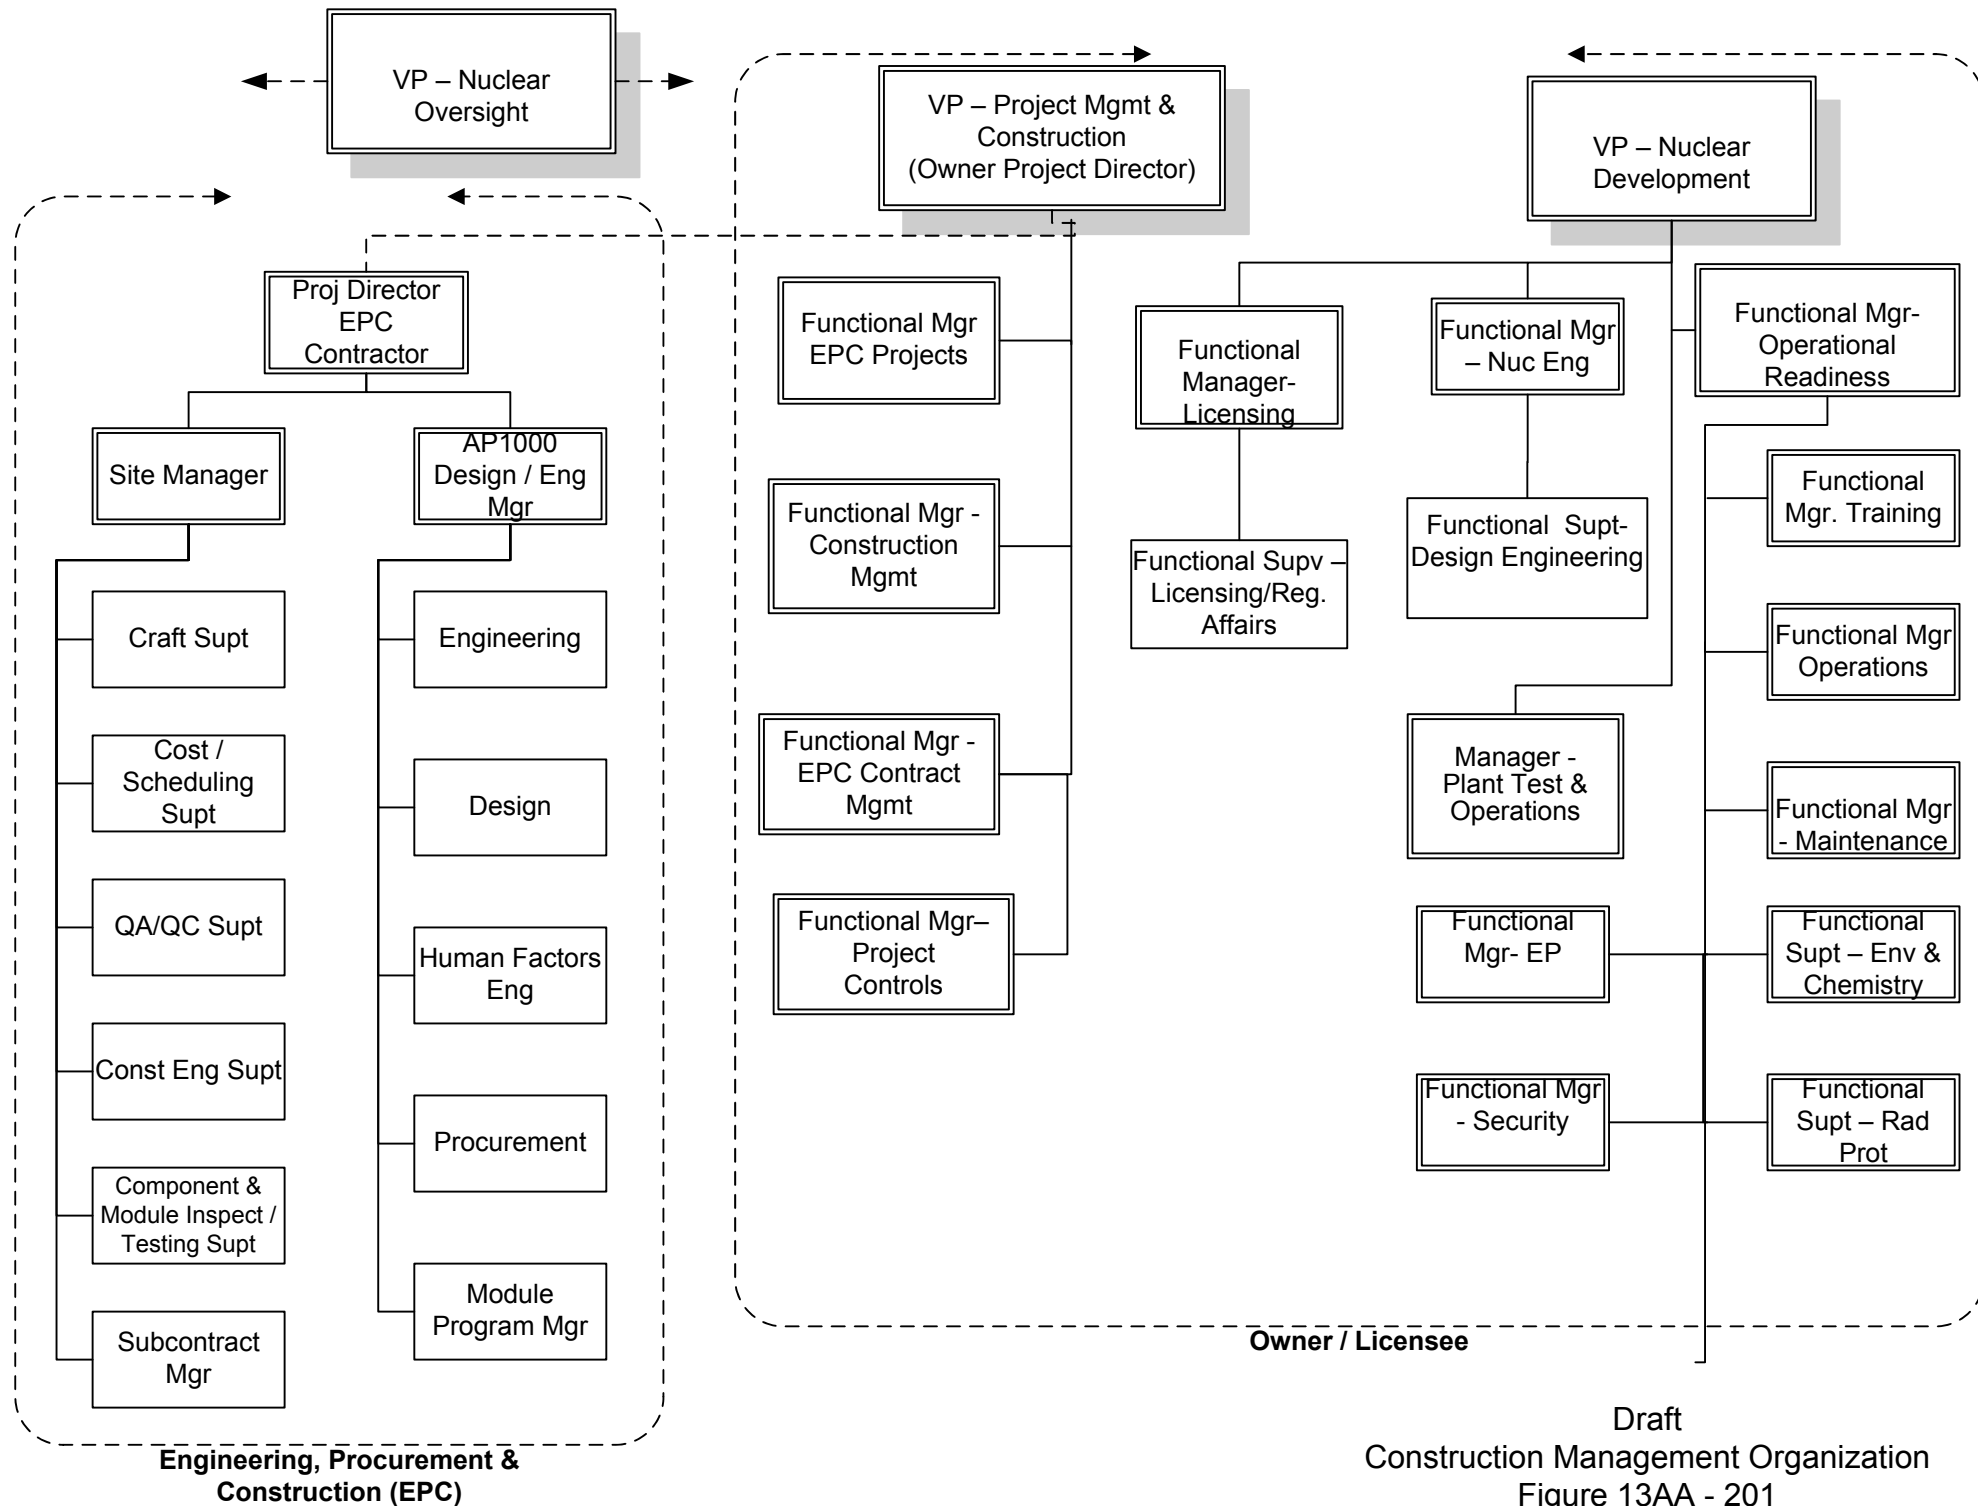 VP – Nuclear
Oversight
VP – Project Mgmt &
Construction
(Owner Project Director)
VP – Nuclear
Development
Proj Director
EPC
Contractor
Site Manager
AP1000
Design / Eng
Mgr
Craft Supt
Cost /
Scheduling
Supt
QA/QC Supt
Const Eng Supt
Component &
Module Inspect /
Testing Supt
Subcontract
Mgr
Engineering
Design
Human Factors
Eng
Procurement
Module
Program Mgr
Engineering, Procurement &
Construction (EPC)
Functional Mgr
EPC Projects
Functional Mgr -
Construction
Mgmt
Functional Mgr -
EPC Contract
Mgmt
Functional Mgr–
Project
Controls
Functional
Manager-
Licensing
Functional Supv –
Licensing/Reg.
Affairs
Functional Mgr
– Nuc Eng
Functional  Supt-
Design Engineering
Manager -
Plant Test &
Operations
Functional
Mgr- EP
Functional Mgr
- Security
Functional Mgr-
Operational
Readiness
Functional
Mgr. Training
Functional Mgr
Operations
Functional Mgr
- Maintenance
Functional
Supt – Env &
Chemistry
Functional
Supt – Rad
Prot
Owner / Licensee
Draft
Construction Management Organization
Figure 13AA - 201